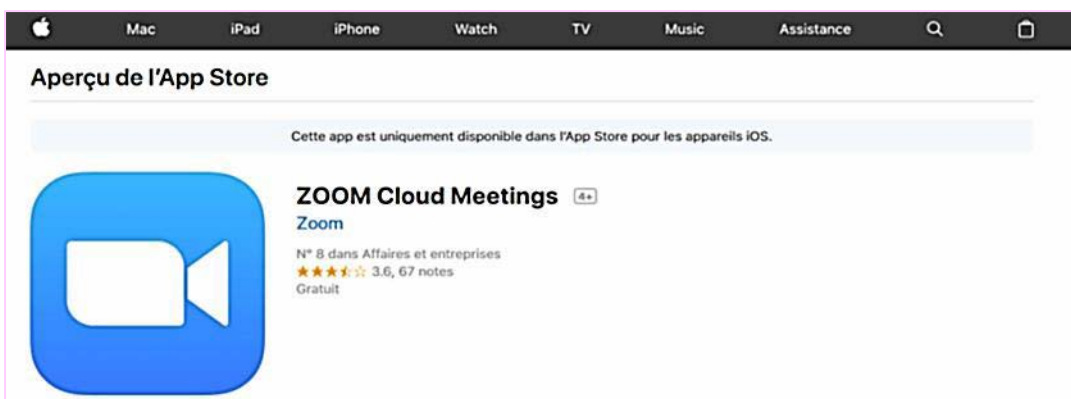 Mac iPad iPhone Watch TV Music Assistance
Aperçu de l'App Store
Cette app est uniquement disponible dans l'App Store pour les appareils iOS.
ZOOM Cloud Meetings 4+
Zoom
N° 8 dans Affaires et entreprises
3.6, 67 notes
Gratuit